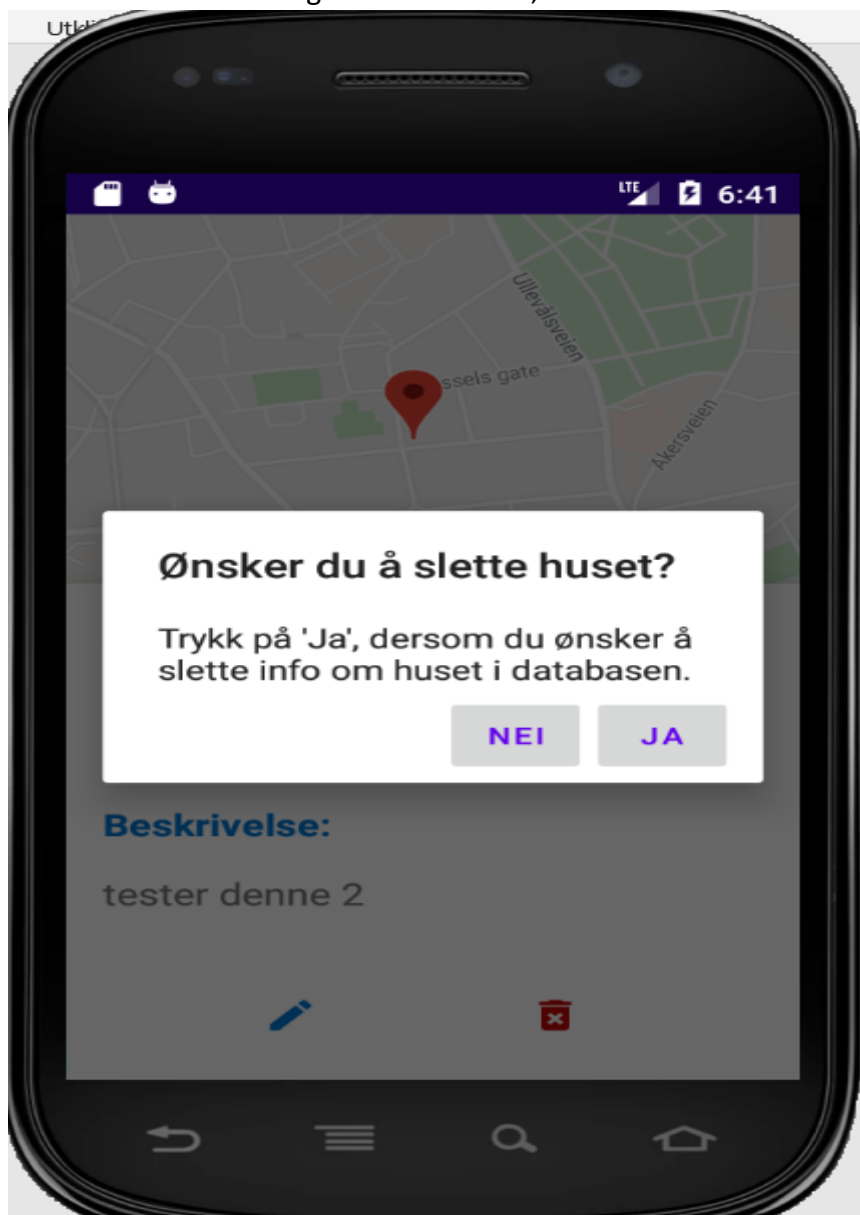 LTE 6:41
Ullevålsveien
ssels gate
Akersveien
Ønsker du å slette huset?
Trykk på 'Ja', dersom du ønsker å
slette info om huset i databasen.
NEI JA
Beskrivelse:
tester denne 2